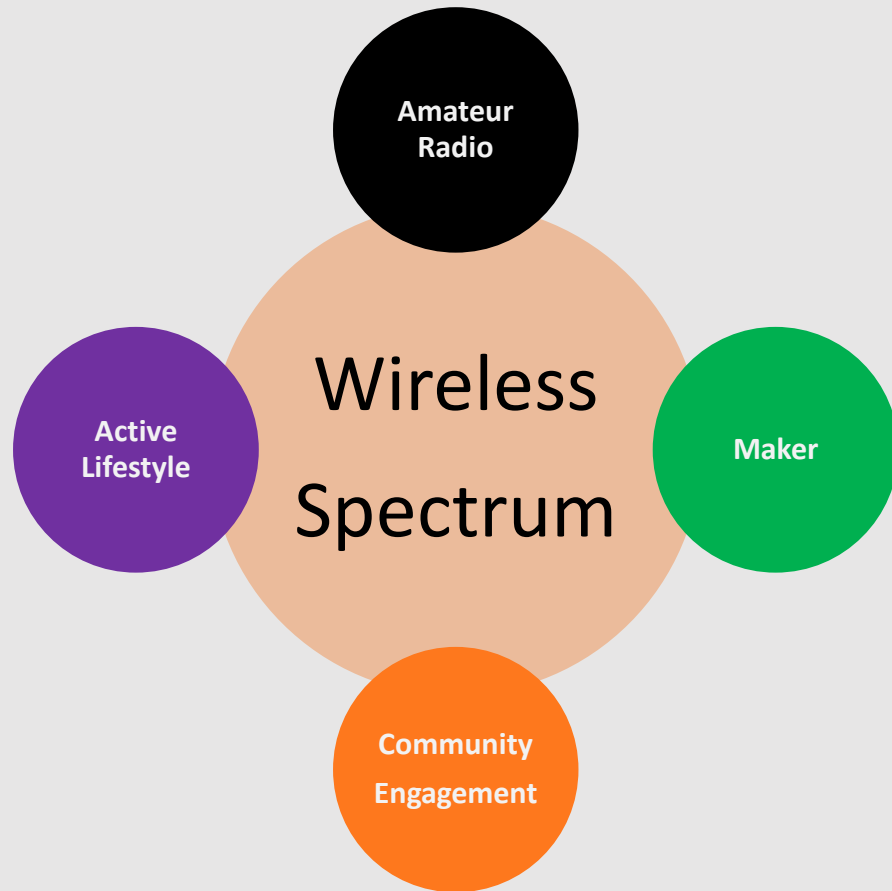 Amateur
Radio
Wireless
Spectrum
Active
Lifestyle
Maker
Community
Engagement